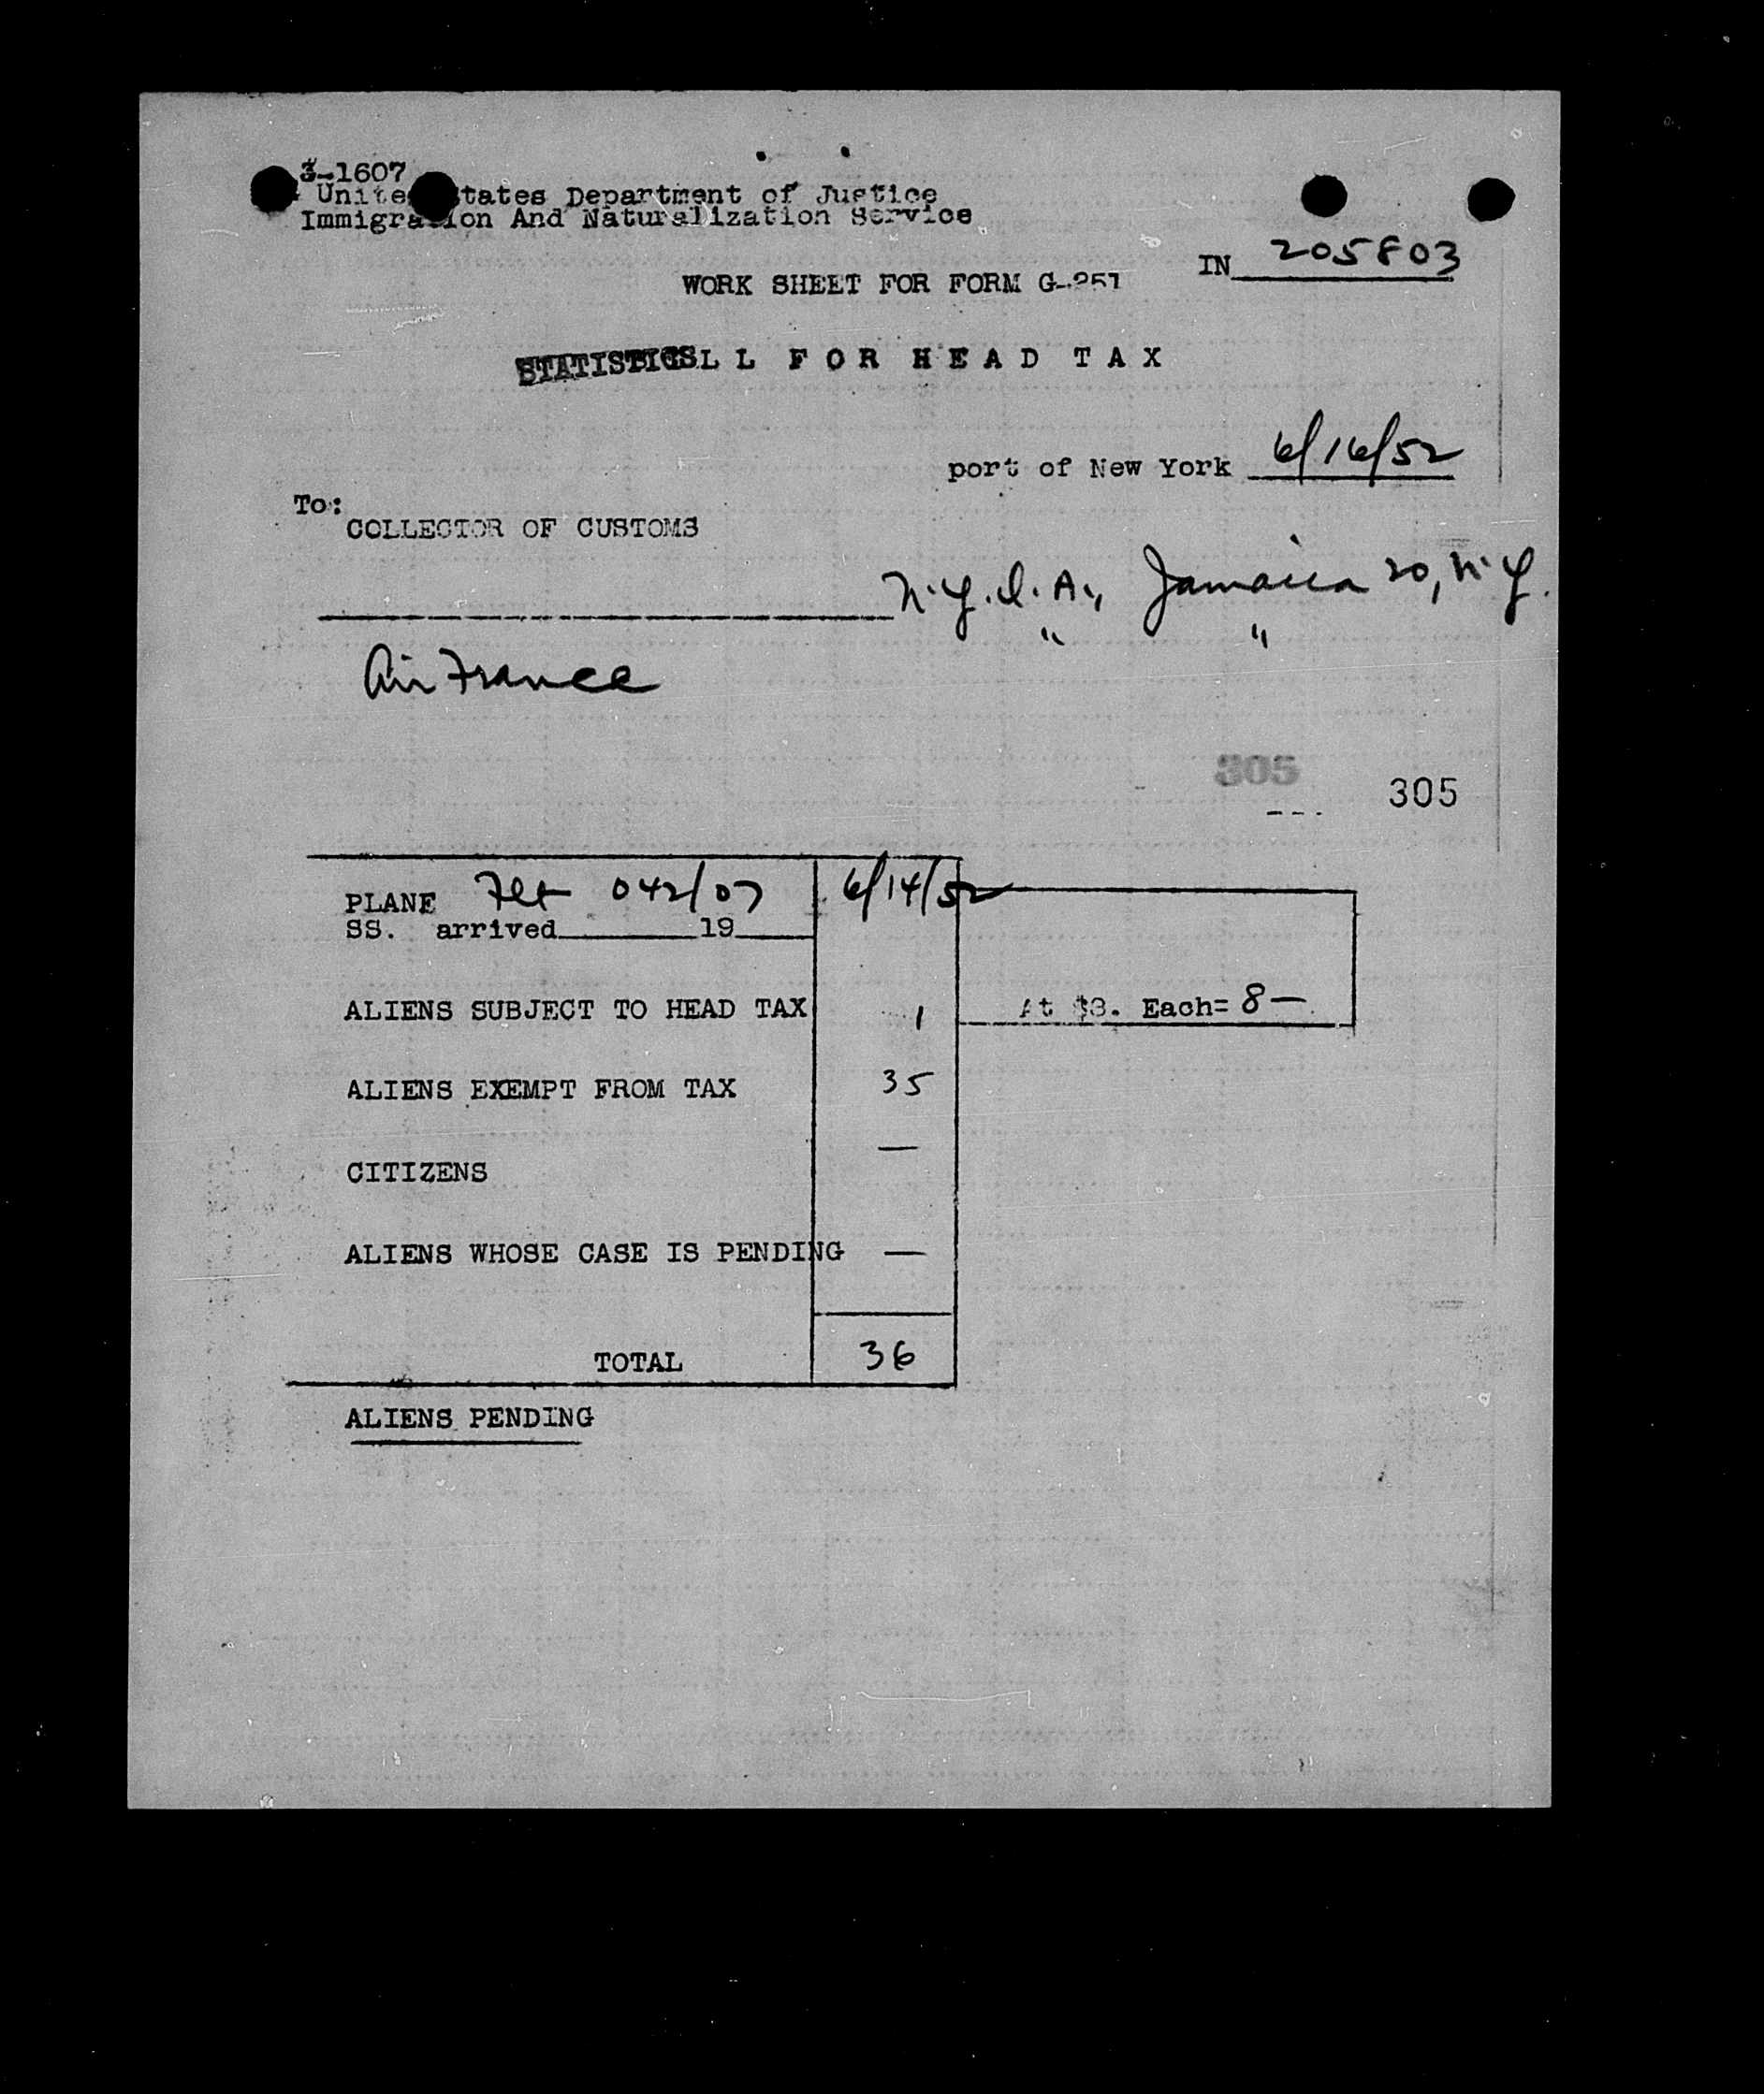 3-1607
United States Department of Justice
Immigration And Naturalization Service
IN 205803
WORK SHEET FOR FORM G-251
STATISTICS L L FOR HEAD TAX
port of New York 6/16/52
To:
COLLECTOR OF CUSTOMS
N.Y.I.A., Jamaica 20, N.Y.
" "
Air France
305
305
PLANE Flt 042/07 6/14/52
SS. arrived 19
ALIENS SUBJECT TO HEAD TAX 1 At $8. Each= 8 —
ALIENS EXEMPT FROM TAX 35
CITIZENS —
ALIENS WHOSE CASE IS PENDING —
TOTAL 36
ALIENS PENDING